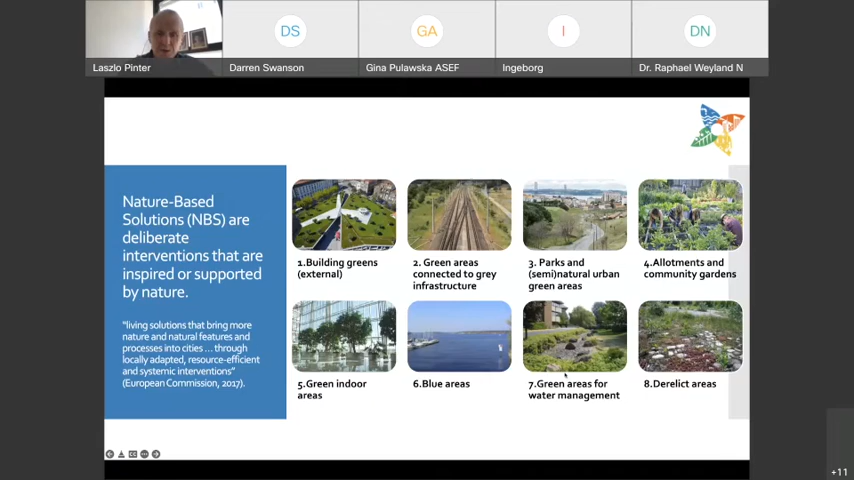 DS
GA
I
DN
Laszlo Pinter
Darren Swanson
Gina Pulawska ASEF
Ingeborg
Dr. Raphael Weyland N
Nature-Based
Solutions (NBS) are
deliberate
interventions that are
inspired or supported
by nature.
"living solutions that bring more
nature and natural features and
processes into cities ... through
locally adapted, resource-efficient
and systemic interventions"
(European Commission, 2017).
1.Building greens
(external)
2. Green areas
connected to grey
infrastructure
3. Parks and
(semi)natural urban
green areas
4.Allotments and
community gardens
5.Green indoor
areas
6.Blue areas
7.Green areas for
water management
8.Derelict areas
+11